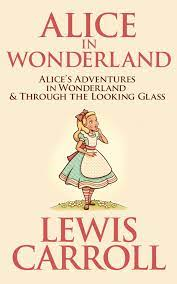 ALICE
IN
WONDERLAND
ALICE'S ADVENTURES
IN WONDERLAND
& THROUGH THE LOOKING GLASS
LEWIS
CARROLL